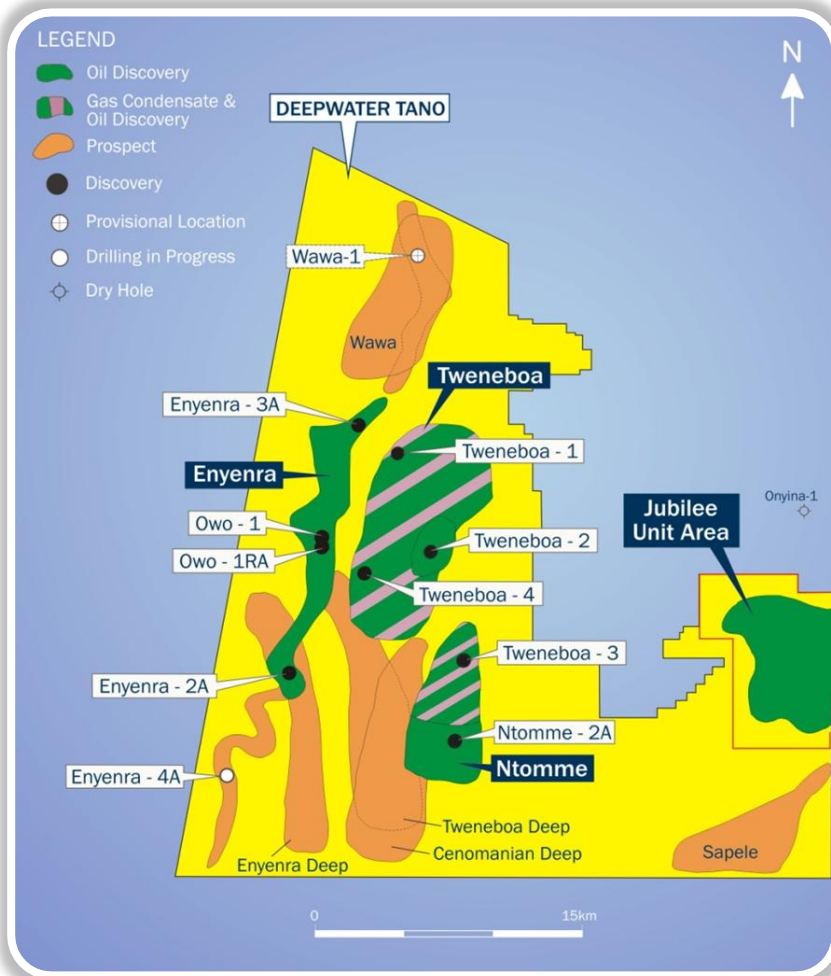 LEGEND
Oil Discovery
Gas Condensate &
Oil Discovery
Prospect
Discovery
Provisional Location
Drilling in Progress
Dry Hole
N
DEEPWATER TANO
Wawa-1
Wawa
Tweneboa
Enyenra - 3A
Tweneboa - 1
Enyenra
Jubilee
Unit Area
Onyina-1
Owo - 1
Owo - 1RA
Tweneboa - 2
Tweneboa - 4
Tweneboa - 3
Enyenra - 2A
Ntomme - 2A
Ntomme
Enyenra - 4A
Tweneboa Deep
Cenomanian Deep
Enyenra Deep
Sapele
0
15km